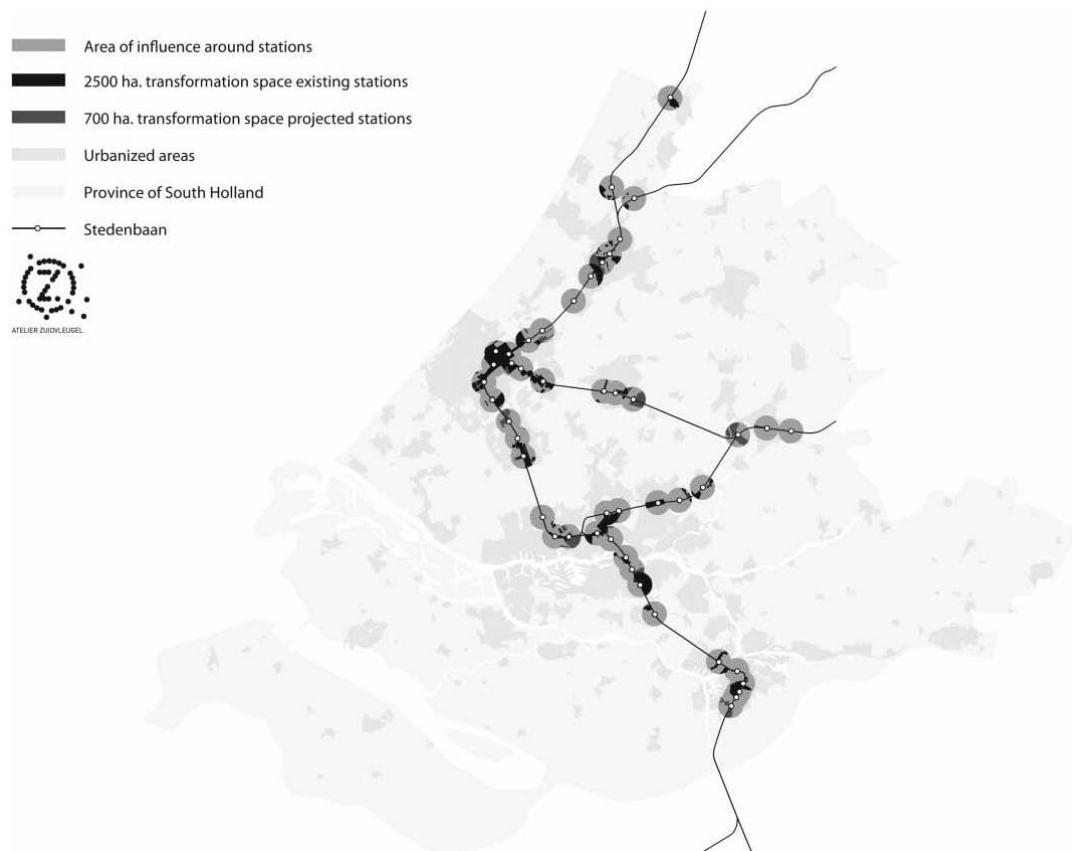 Area of influence around stations
2500 ha. transformation space existing stations
700 ha. transformation space projected stations
Urbanized areas
Province of South Holland
Stedenbaan
Z
ATELIER ZUIDVLEUGEL